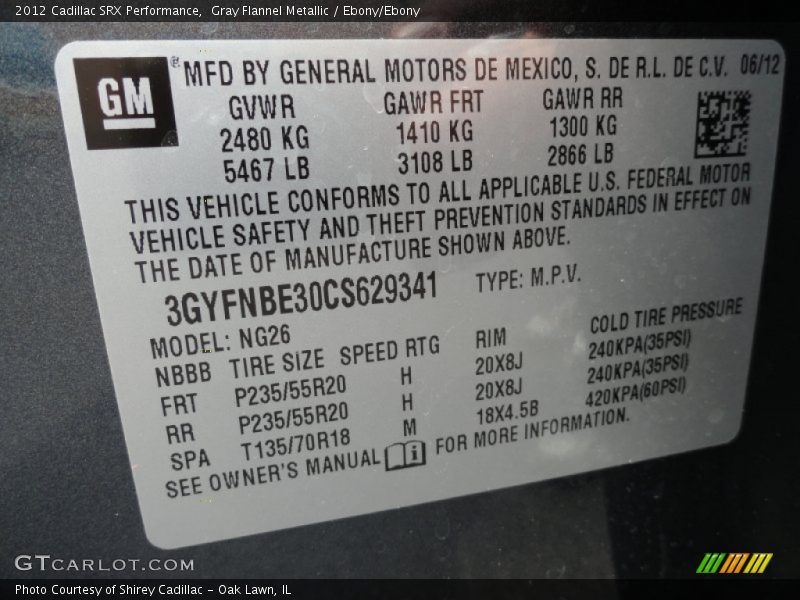 2012 Cadillac SRX Performance, Gray Flannel Metallic / Ebony/Ebony
GM ® MFD BY GENERAL MOTORS DE MEXICO, S. DE R.L. DE C.V. 06/12
GVWR GAWR FRT GAWR RR
2480 KG 1410 KG 1300 KG
5467 LB 3108 LB 2866 LB
THIS VEHICLE CONFORMS TO ALL APPLICABLE U.S. FEDERAL MOTOR
VEHICLE SAFETY AND THEFT PREVENTION STANDARDS IN EFFECT ON
THE DATE OF MANUFACTURE SHOWN ABOVE.
3GYFNBE30CS629341 TYPE: M.P.V.
MODEL: NG26
NBBB TIRE SIZE SPEED RTG RIM COLD TIRE PRESSURE
FRT P235/55R20 H 20X8J 240KPA(35PSI)
RR P235/55R20 H 20X8J 240KPA(35PSI)
SPA T135/70R18 M 18X4.5B 420KPA(60PSI)
SEE OWNER'S MANUAL i FOR MORE INFORMATION.
GTCARLOT.COM
Photo Courtesy of Shirey Cadillac - Oak Lawn, IL